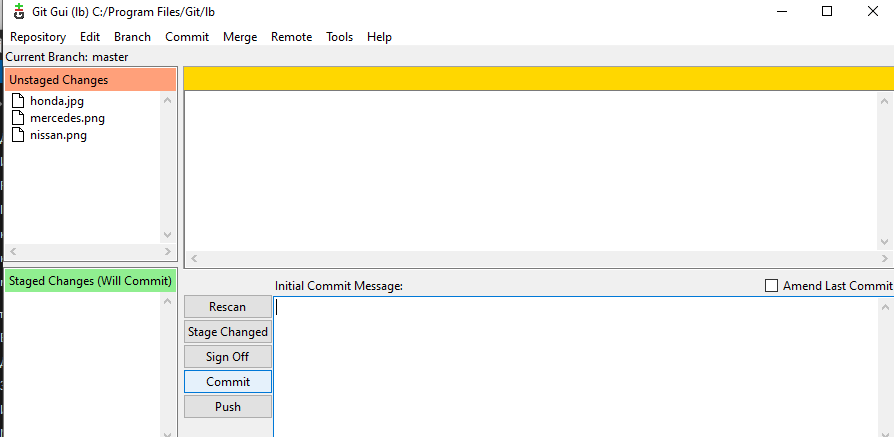 Git Gui (lb) C:/Program Files/Git/lb
Repository Edit Branch Commit Merge Remote Tools Help
Current Branch: master
Unstaged Changes
honda.jpg
mercedes.png
nissan.png
Staged Changes (Will Commit)
Initial Commit Message:
Amend Last Commit
Rescan
Stage Changed
Sign Off
Commit
Push